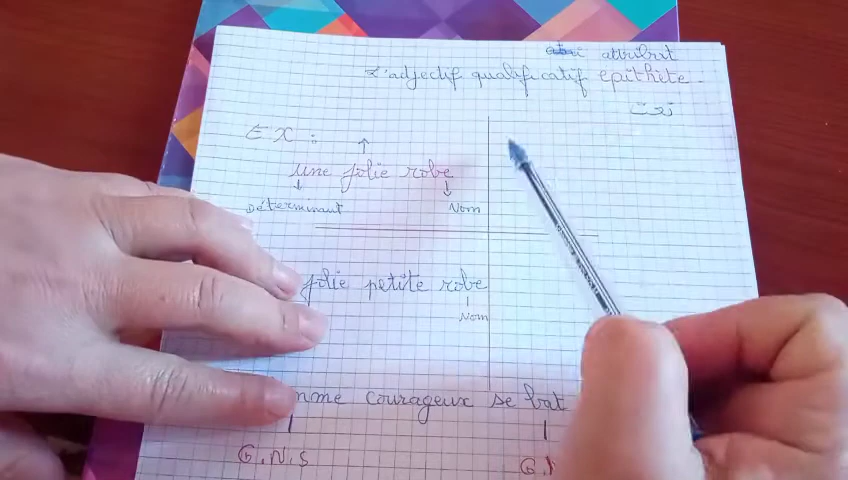 attribut
L'adjectif qualificatif épithète
نعت
EX :
une jolie robe
Déterminant Nom
jolie petite robe
Nom
courageux se bat
G.N.S